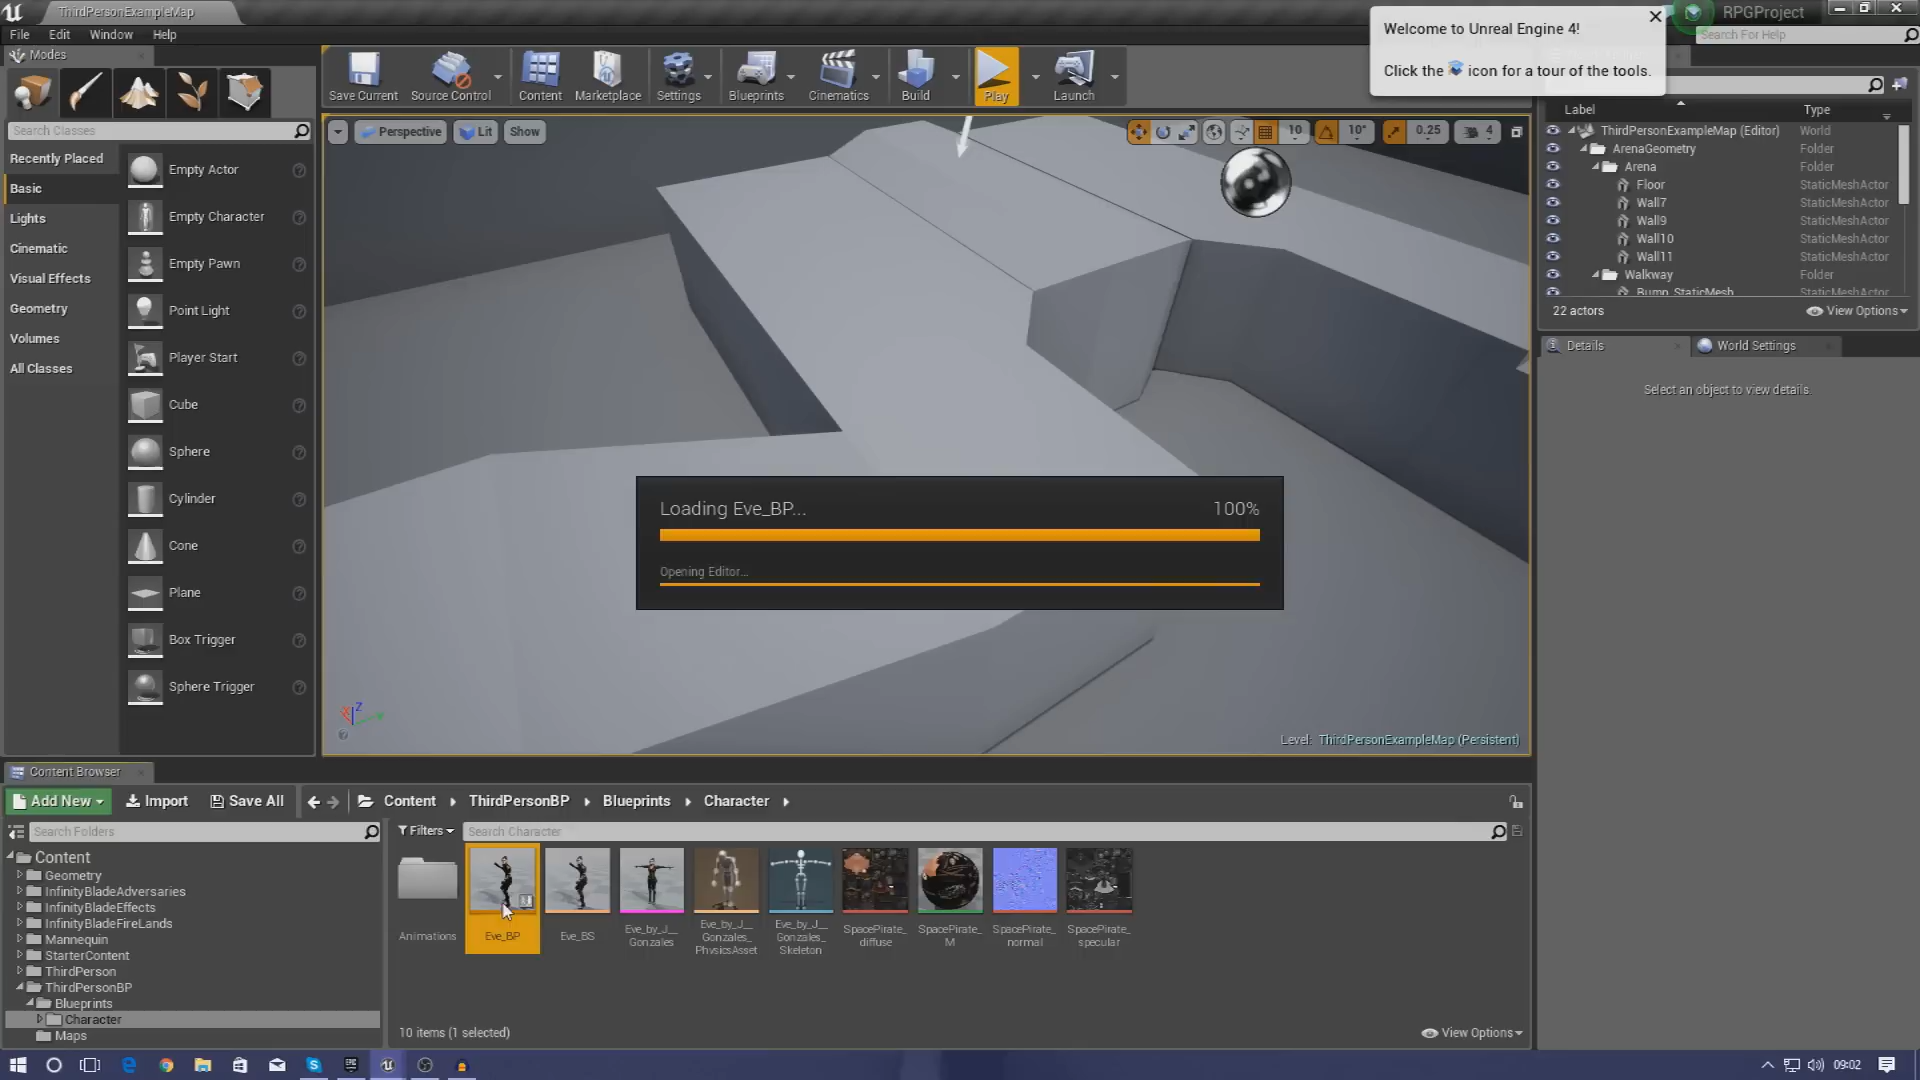 ThirdPersonExampleMap
RPGProject
File Edit Window Help
Search For Help
Welcome to Unreal Engine 4!
Click the icon for a tour of the tools.
Modes
Save Current
Source Control
Content
Marketplace
Settings
Blueprints
Cinematics
Build
Play
Launch
Search Classes
Recently Placed
Basic
Lights
Cinematic
Visual Effects
Geometry
Volumes
All Classes
Empty Actor
Empty Character
Empty Pawn
Point Light
Player Start
Cube
Sphere
Cylinder
Cone
Plane
Box Trigger
Sphere Trigger
Perspective
Lit
Show
10
10°
0.25
4
X
Z
Loading Eve_BP...
100%
Opening Editor...
Level: ThirdPersonExampleMap (Persistent)
Label Type
ThirdPersonExampleMap (Editor) World
ArenaGeometry Folder
Arena Folder
Floor StaticMeshActor
Wall7 StaticMeshActor
Wall9 StaticMeshActor
Wall10 StaticMeshActor
Wall11 StaticMeshActor
Walkway Folder
Bump_StaticMesh StaticMeshActor
22 actors
View Options
Details
World Settings
Select an object to view details.
Content Browser
Add New
Import
Save All
Content ThirdPersonBP Blueprints Character
Search Folders
Filters
Search Character
Content
Geometry
InfinityBladeAdversaries
InfinityBladeEffects
InfinityBladeFireLands
Mannequin
StarterContent
ThirdPerson
ThirdPersonBP
Blueprints
Character
Maps
Animations
Eve_BP
Eve_BS
Eve_by_J__
Gonzales
Eve_by_J__
Gonzales_
PhysicsAsset
Eve_by_J__
Gonzales_
Skeleton
SpacePirate_
diffuse
SpacePirate_
M
SpacePirate_
normal
SpacePirate_
specular
10 items (1 selected)
View Options
09:02